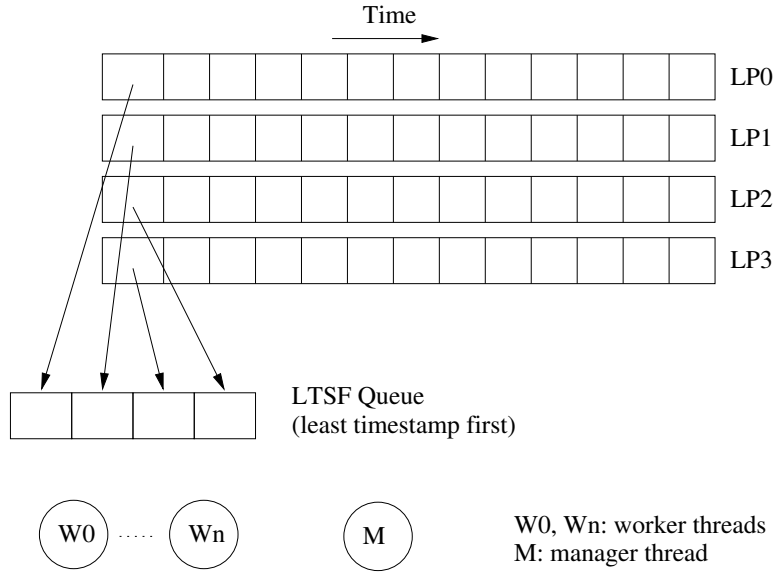 Time
LP0
LP1
LP2
LP3
LTSF Queue
(least timestamp first)
W0 ..... Wn
M
W0, Wn: worker threads
M: manager thread